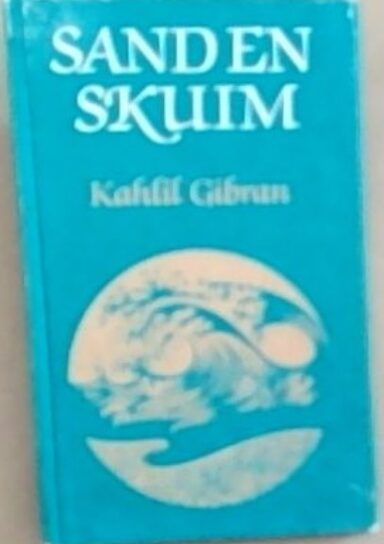 SAND EN
SKUIM
Kahlil Gibran